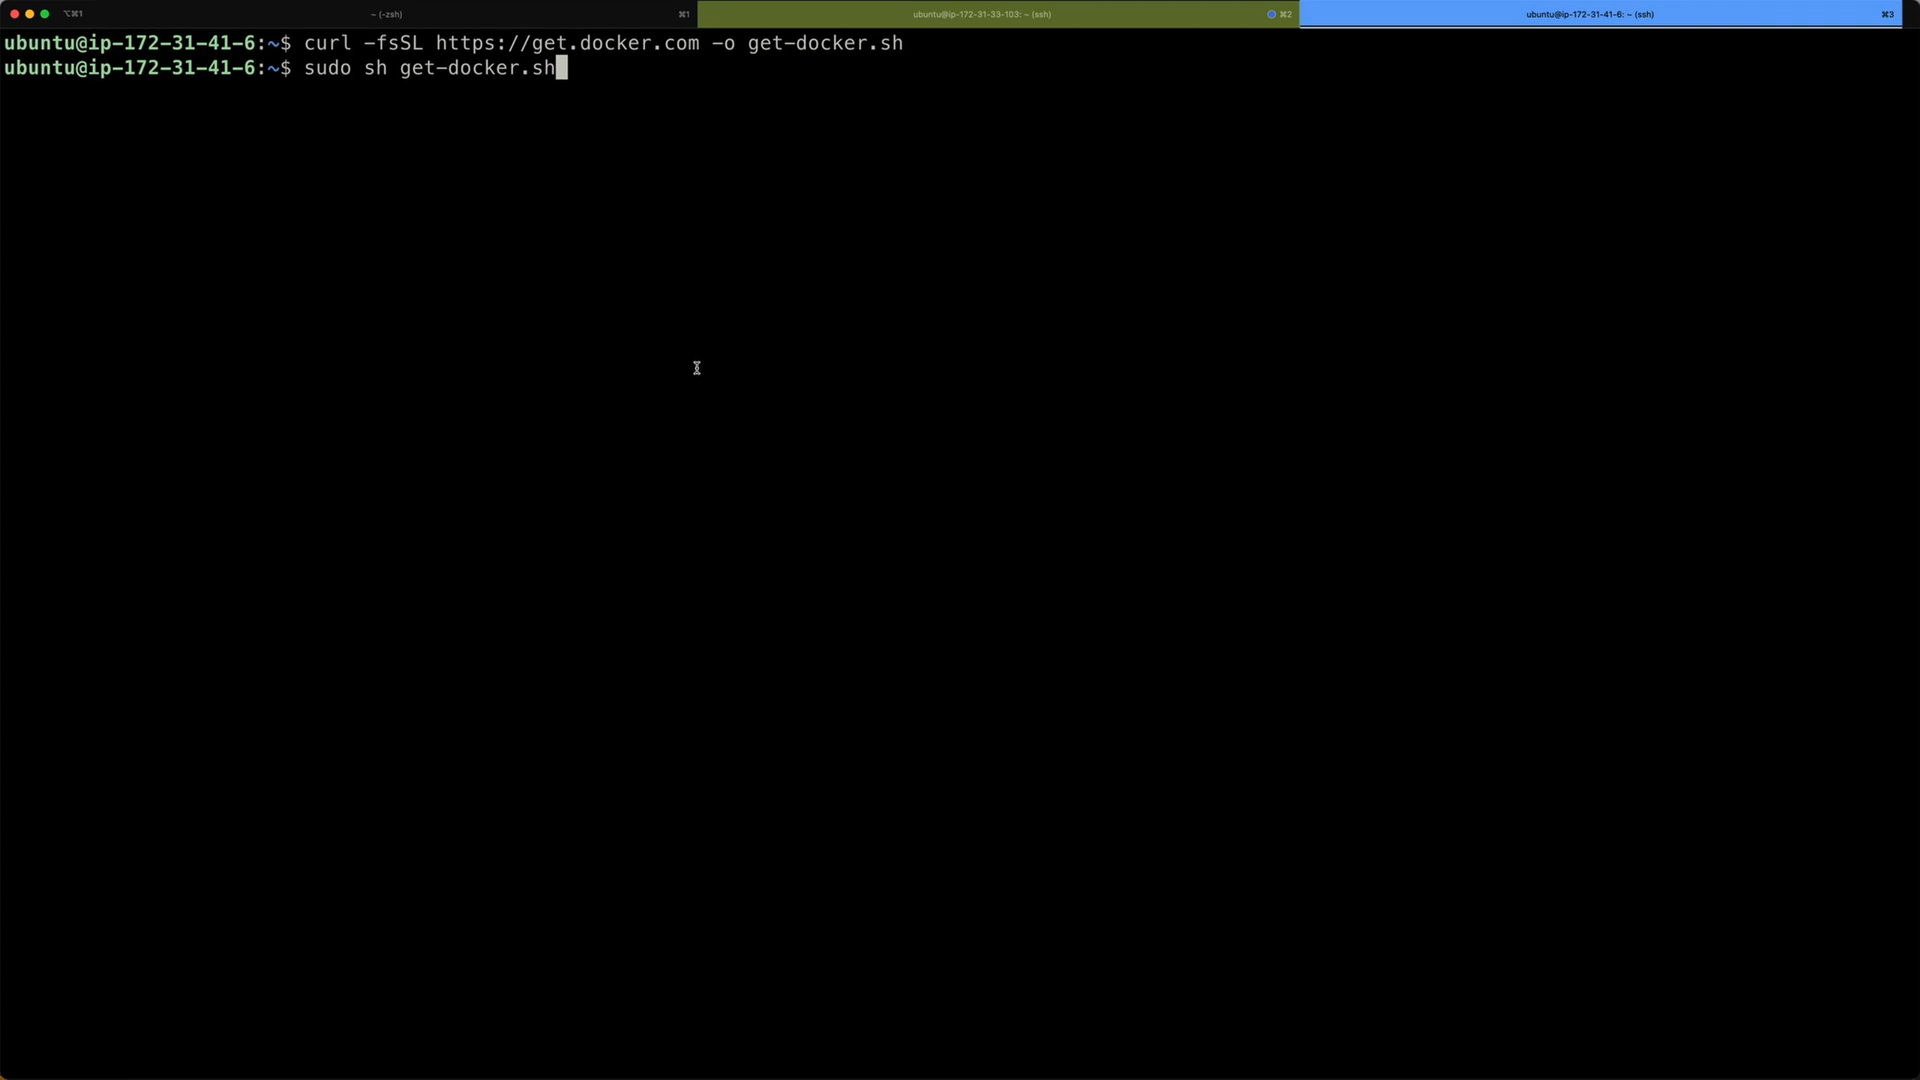 ⌥⌘1 ~ (-zsh) ⌘1 ubuntu@ip-172-31-33-103: ~ (ssh) ⌘2 ubuntu@ip-172-31-41-6: ~ (ssh) ⌘3
ubuntu@ip-172-31-41-6:~$ curl -fsSL https://get.docker.com -o get-docker.sh
ubuntu@ip-172-31-41-6:~$ sudo sh get-docker.sh